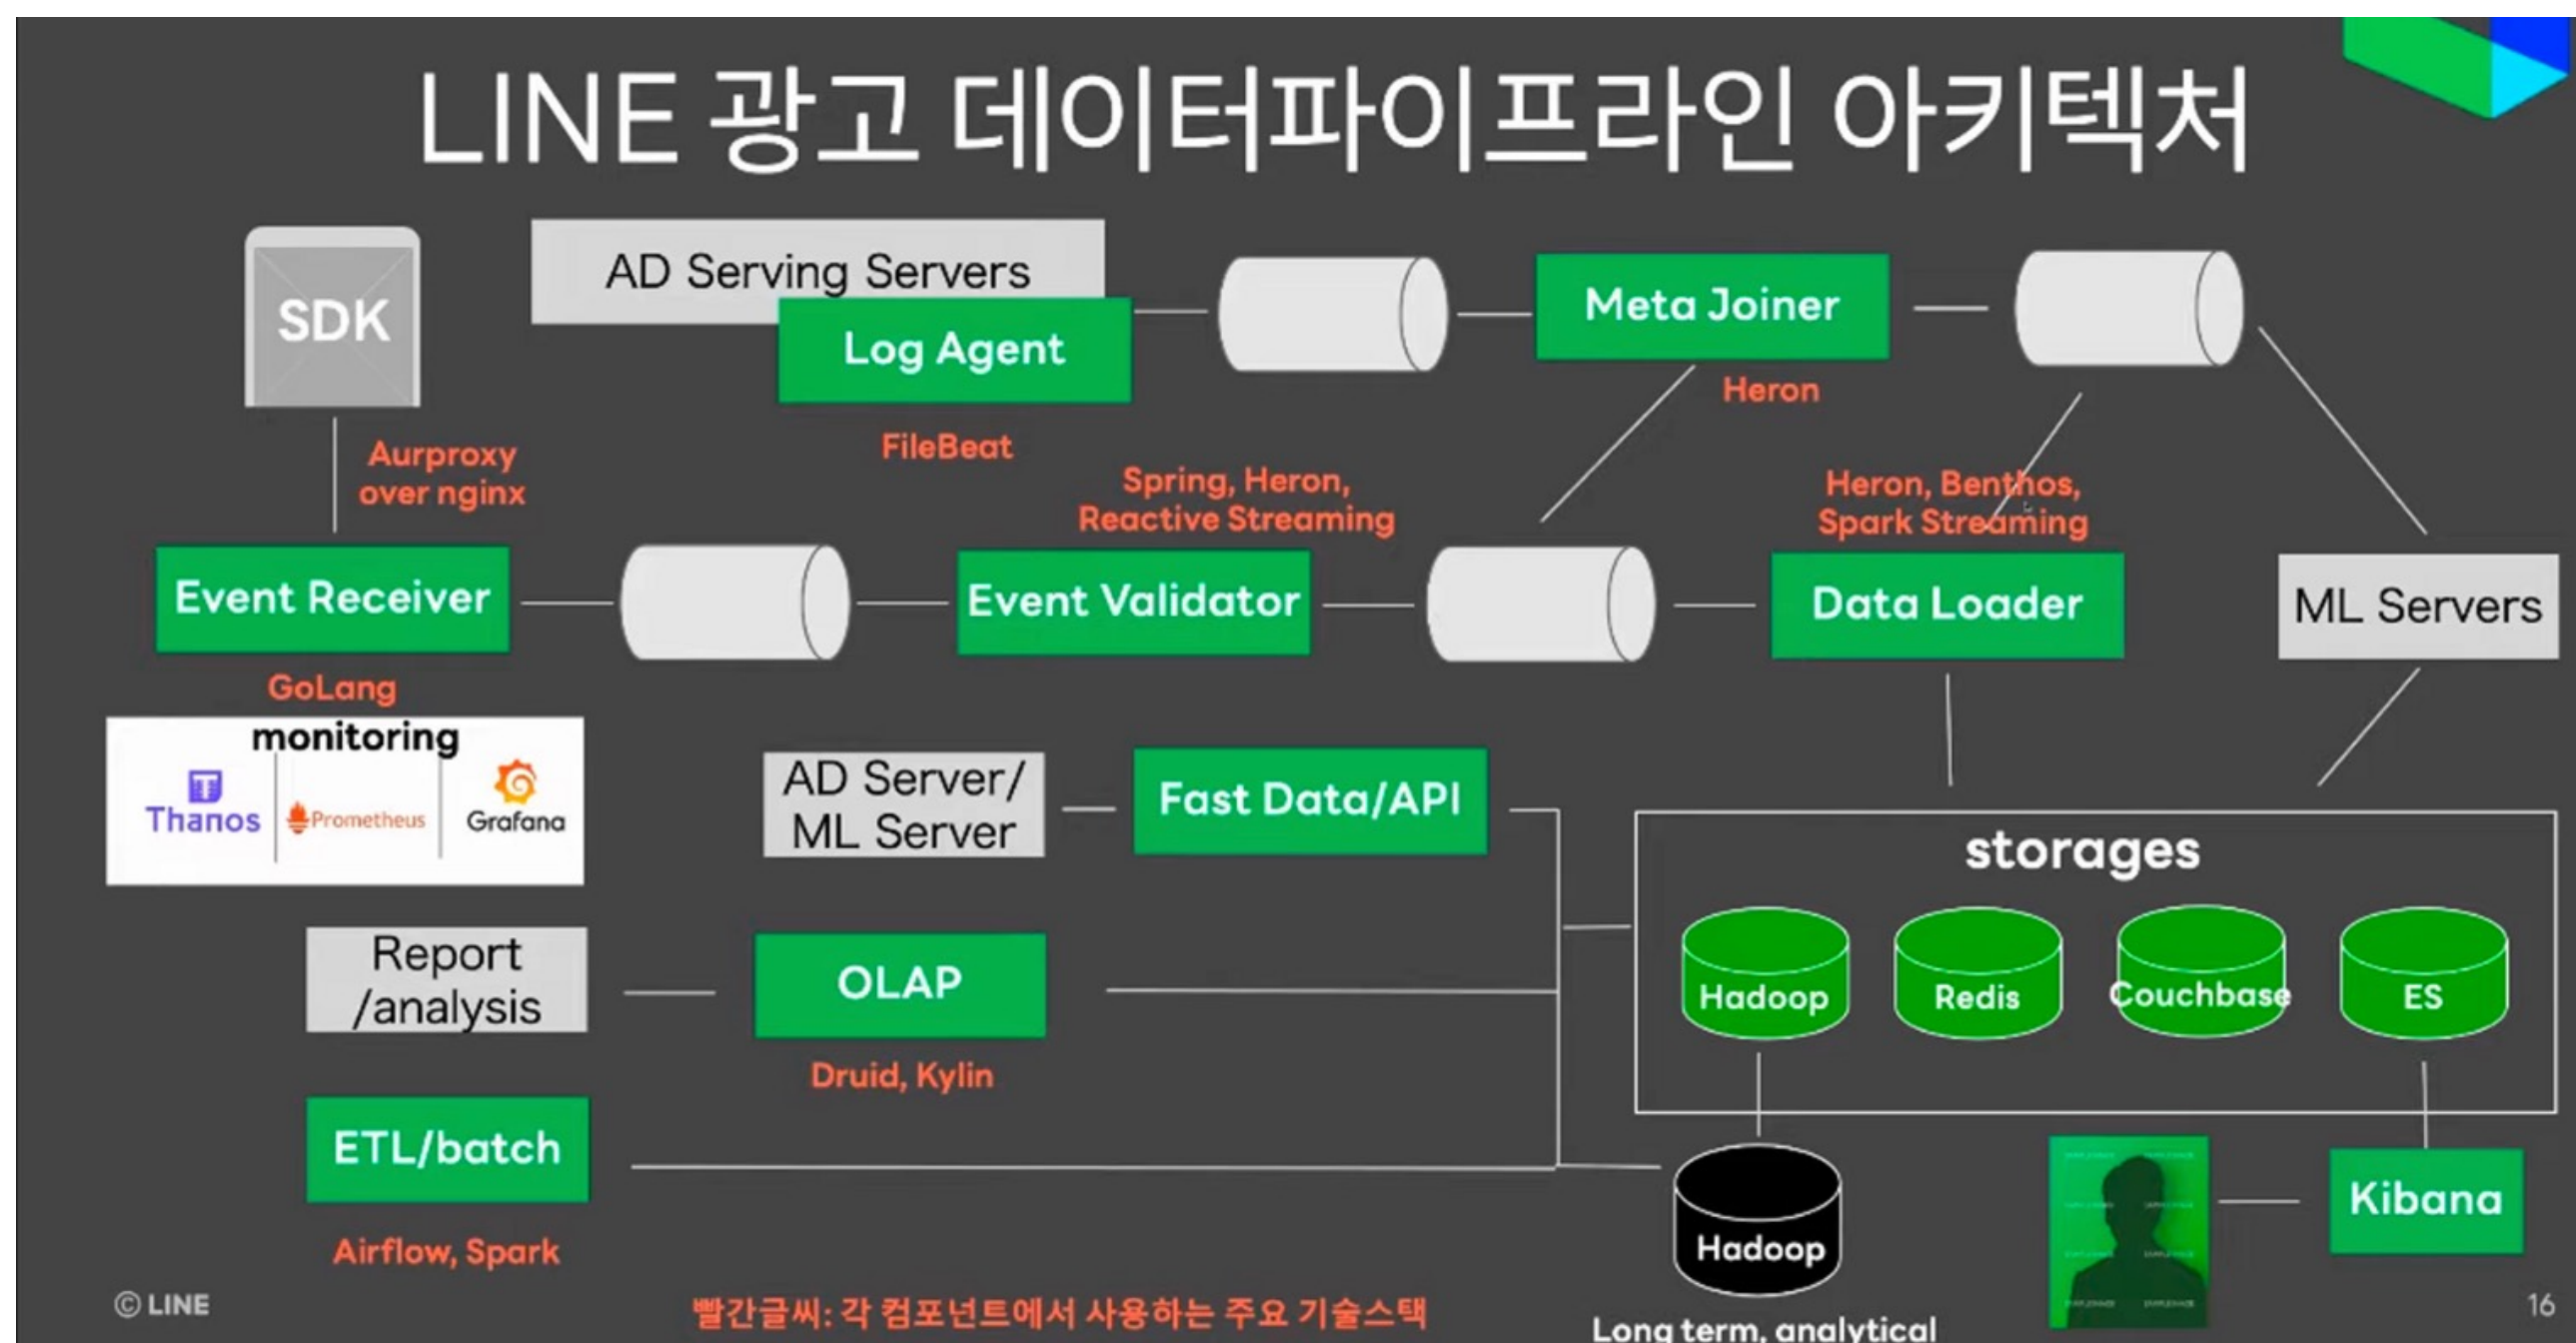 LINE 광고 데이터파이프라인 아키텍처
SDK
AD Serving Servers
Log Agent
Meta Joiner
Heron
FileBeat
Aurproxy
over nginx
Spring, Heron,
Reactive Streaming
Heron, Benthos,
Spark Streaming
Event Receiver
Event Validator
Data Loader
ML Servers
GoLang
monitoring
Thanos
Prometheus
Grafana
AD Server/
ML Server
Fast Data/API
storages
Hadoop
Redis
Couchbase
ES
Report
/analysis
OLAP
Druid, Kylin
ETL/batch
Airflow, Spark
Hadoop
Long term, analytical
Kibana
© LINE
빨간글씨: 각 컴포넌트에서 사용하는 주요 기술스택
16